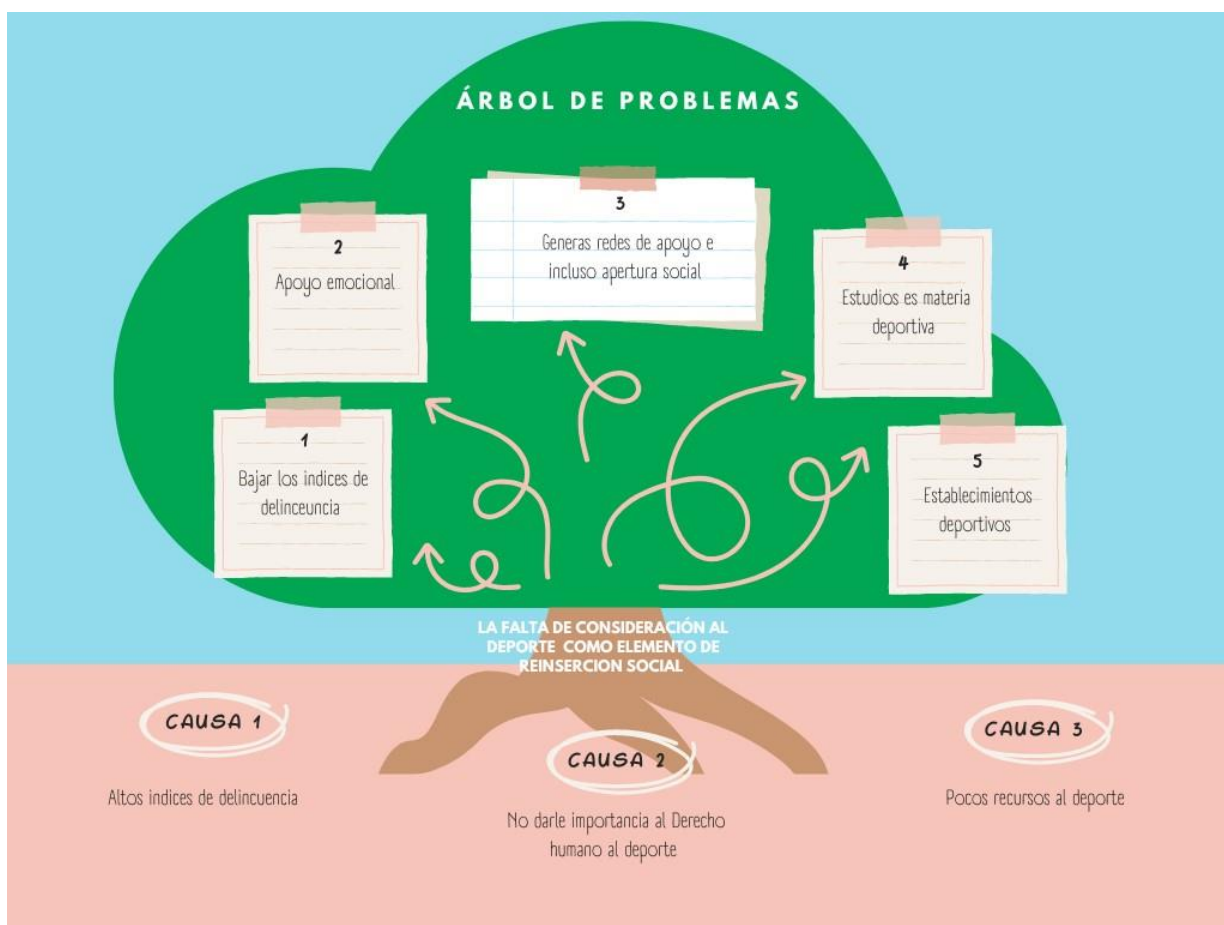 ÁRBOL DE PROBLEMAS
3
Generas redes de apoyo e
incluso apertura social
2
Apoyo emocional
4
Estudios es materia
deportiva
1
Bajar los indices de
delinceuncia
5
Establecimientos
deportivos
LA FALTA DE CONSIDERACIÓN AL
DEPORTE COMO ELEMENTO DE
REINSERCION SOCIAL
CAUSA 1
Altos indices de delincuencia
CAUSA 2
No darle importancia al Derecho
humano al deporte
CAUSA 3
Pocos recursos al deporte